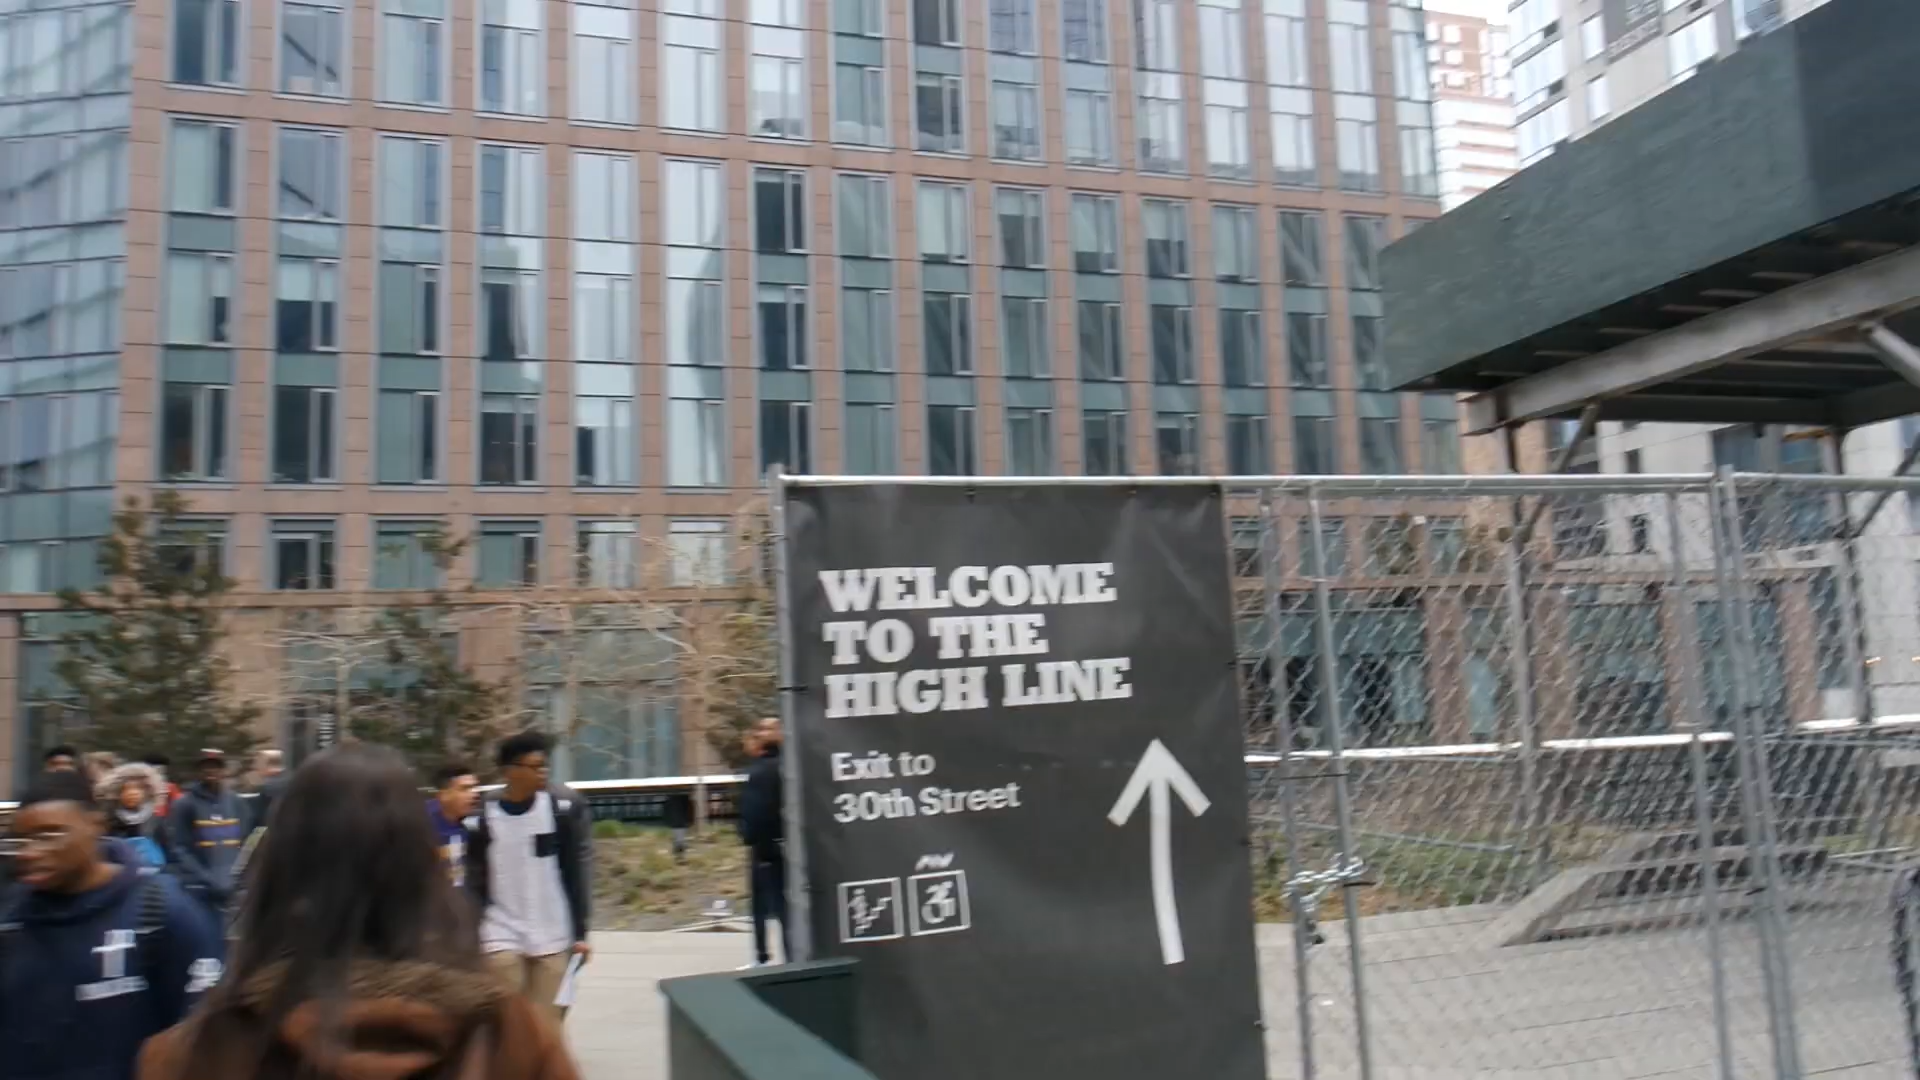 WELCOME
TO THE
HIGH LINE
Exit to
30th Street